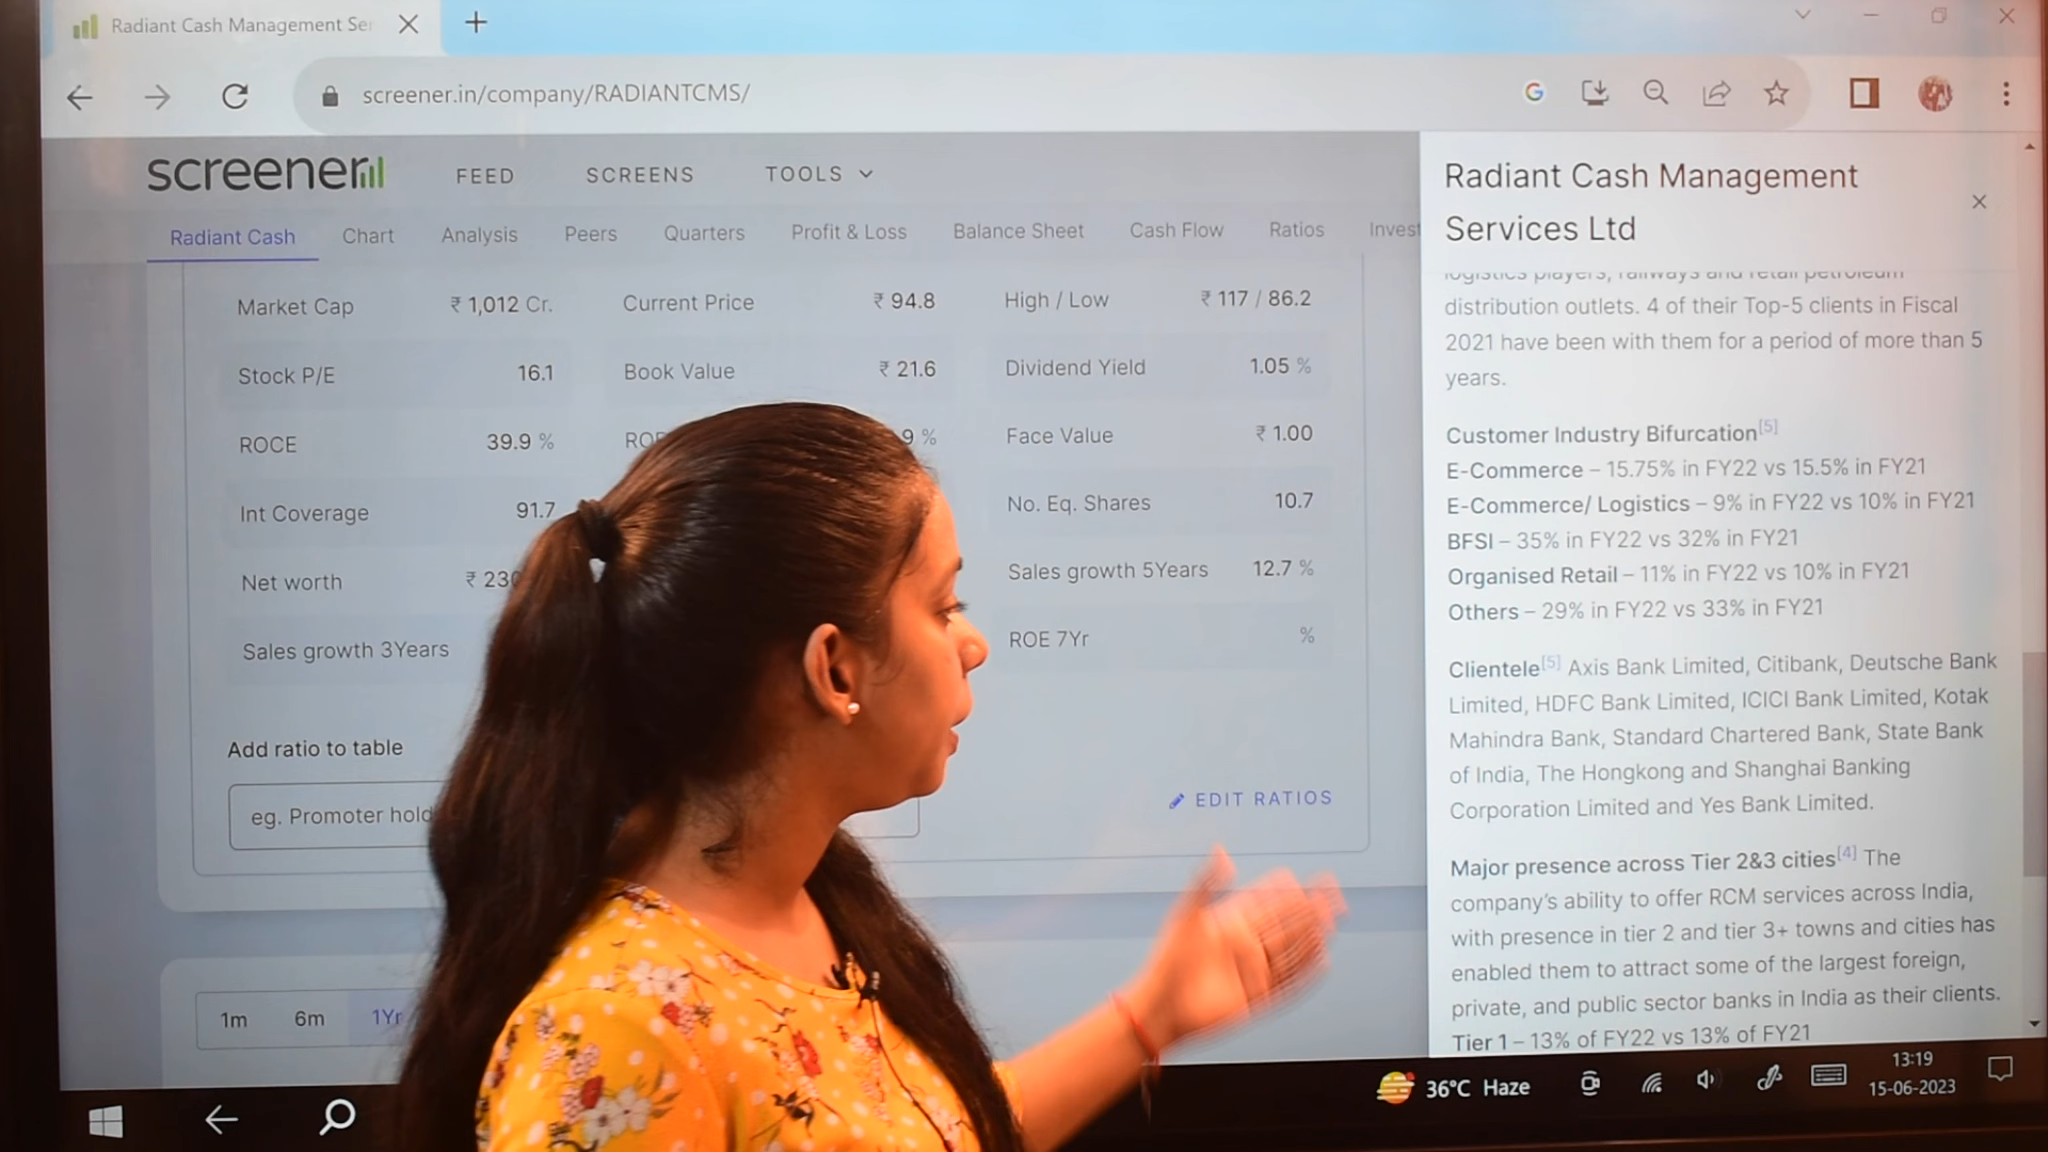 Radiant Cash Management Ser
screener.in/company/RADIANTCMS/
screener
FEED SCREENS TOOLS
Radiant Cash Chart Analysis Peers Quarters Profit & Loss Balance Sheet Cash Flow Ratios Invest
Market Cap ₹ 1,012 Cr. Current Price ₹ 94.8 High / Low ₹ 117 / 86.2
Stock P/E 16.1 Book Value ₹ 21.6 Dividend Yield 1.05 %
ROCE 39.9 % 9 % Face Value ₹ 1.00
Int Coverage 91.7 No. Eq. Shares 10.7
Net worth ₹ 230 Sales growth 5Years 12.7 %
Sales growth 3Years ROE 7Yr %
Add ratio to table
eg. Promoter hold
EDIT RATIOS
1m 6m 1Yr
Radiant Cash Management
Services Ltd
logistics players, railways and retail petroleum
distribution outlets. 4 of their Top-5 clients in Fiscal
2021 have been with them for a period of more than 5
years.
Customer Industry Bifurcation[5]
E-Commerce – 15.75% in FY22 vs 15.5% in FY21
E-Commerce/ Logistics – 9% in FY22 vs 10% in FY21
BFSI – 35% in FY22 vs 32% in FY21
Organised Retail – 11% in FY22 vs 10% in FY21
Others – 29% in FY22 vs 33% in FY21
Clientele[5] Axis Bank Limited, Citibank, Deutsche Bank
Limited, HDFC Bank Limited, ICICI Bank Limited, Kotak
Mahindra Bank, Standard Chartered Bank, State Bank
of India, The Hongkong and Shanghai Banking
Corporation Limited and Yes Bank Limited.
Major presence across Tier 2&3 cities[4] The
company's ability to offer RCM services across India,
with presence in tier 2 and tier 3+ towns and cities has
enabled them to attract some of the largest foreign,
private, and public sector banks in India as their clients.
Tier 1 – 13% of FY22 vs 13% of FY21
36°C Haze
13:19
15-06-2023